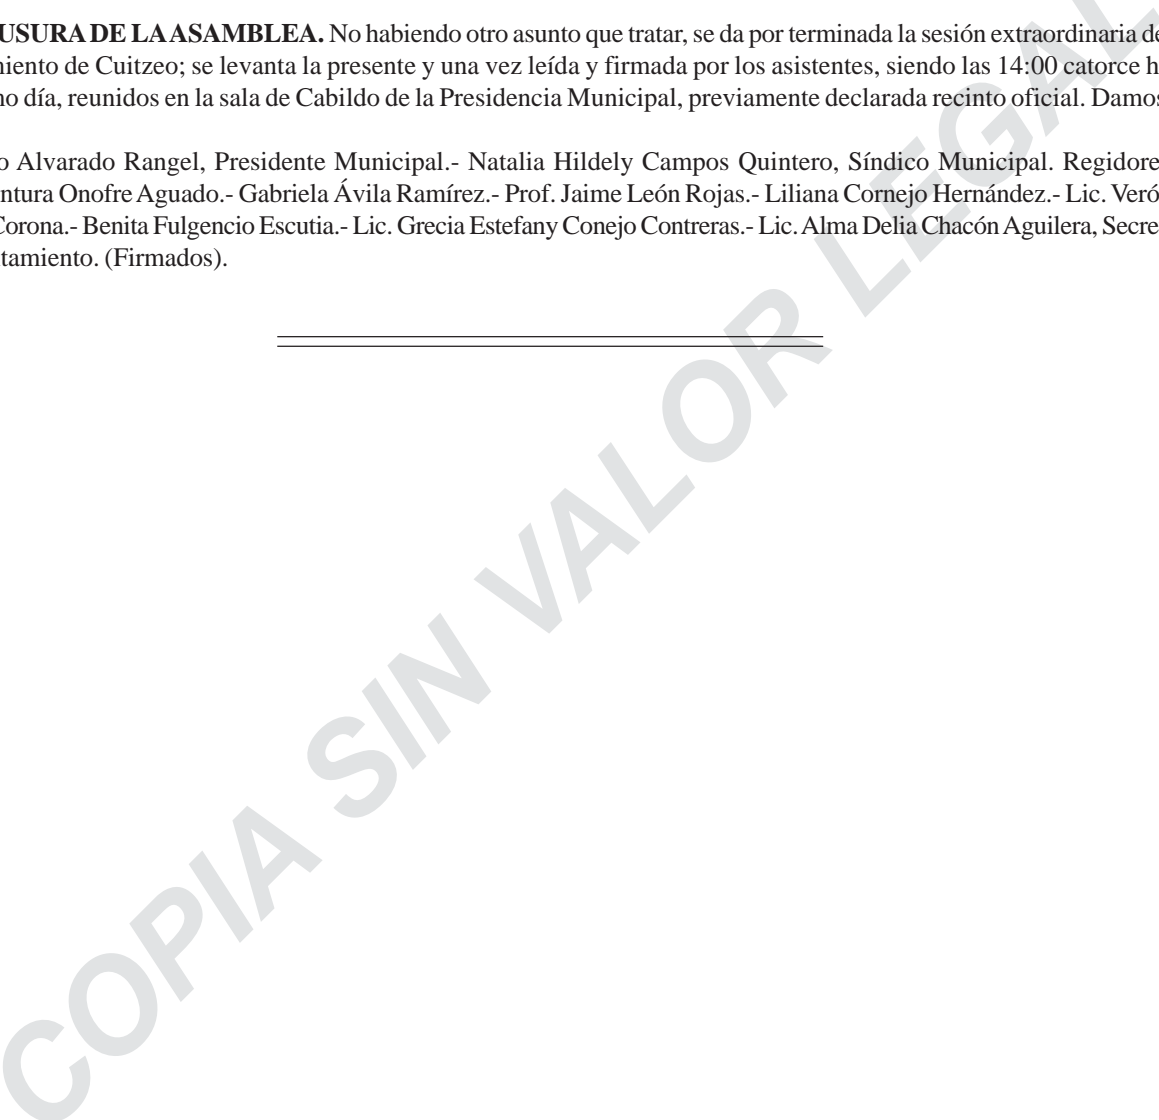 USURA DE LA ASAMBLEA. No habiendo otro asunto que tratar, se da por terminada la sesión extraordinaria de
miento de Cuitzeo; se levanta la presente y una vez leída y firmada por los asistentes, siendo las 14:00 catorce h
no día, reunidos en la sala de Cabildo de la Presidencia Municipal, previamente declarada recinto oficial. Damos
o Alvarado Rangel, Presidente Municipal.- Natalia Hildely Campos Quintero, Síndico Municipal. Regidore
ntura Onofre Aguado.- Gabriela Ávila Ramírez.- Prof. Jaime León Rojas.- Liliana Cornejo Hernández.- Lic. Veró
Corona.- Benita Fulgencio Escutia.- Lic. Grecia Estefany Conejo Contreras.- Lic. Alma Delia Chacón Aguilera, Secre
tamiento. (Firmados).
COPIA SIN VALOR LEGAL